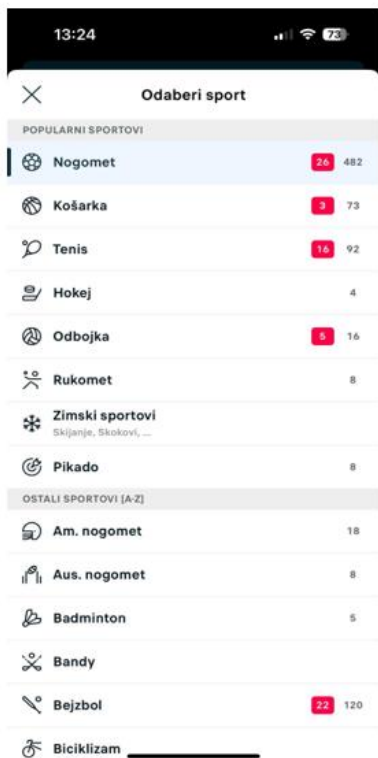 13:24
73
Odaberi sport
POPULARNI SPORTOVI
Nogomet 26 482
Košarka 3 73
Tenis 16 92
Hokej 4
Odbojka 5 16
Rukomet 8
Zimski sportovi
Skijanje, Skokovi, ...
Pikado 8
OSTALI SPORTOVI [A-Z]
Am. nogomet 18
Aus. nogomet 8
Badminton 5
Bandy
Bejzbol 22 120
Biciklizam